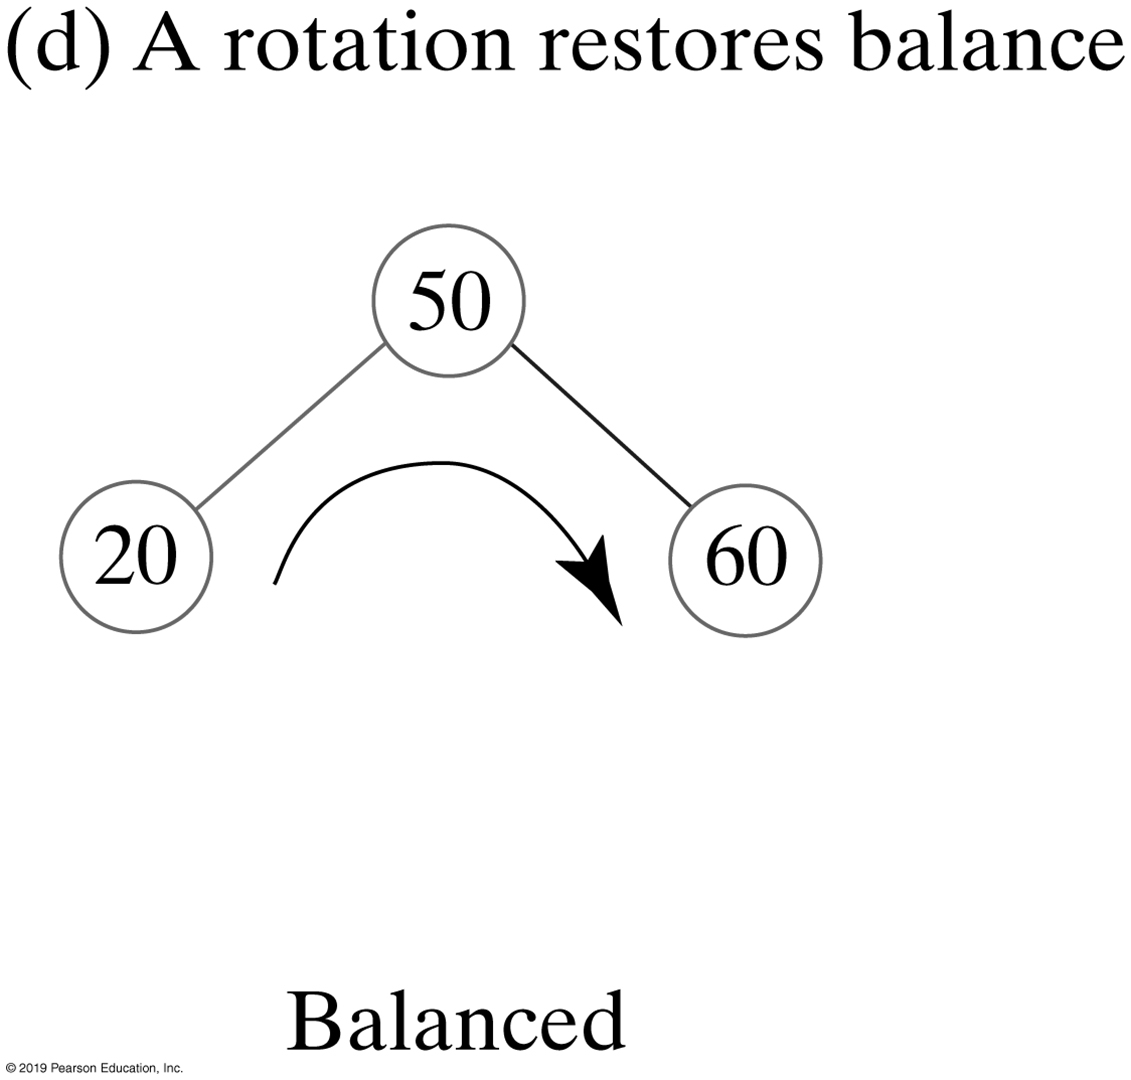 (d) A rotation restores balance
50
20
60
Balanced
© 2019 Pearson Education, Inc.